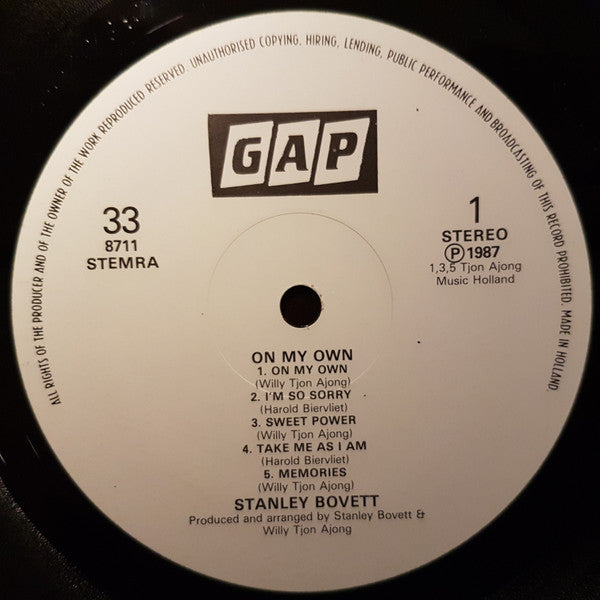 ALL RIGHTS OF THE PRODUCER AND OF THE OWNER OF THE WORK REPRODUCED RESERVED. UNAUTHORISED COPYING, HIRING, LENDING, PUBLIC PERFORMANCE AND BROADCASTING OF THIS RECORD PROHIBITED. MADE IN HOLLAND
GAP
33
8711
STEMRA
1
STEREO
Ⓟ1987
1,3,5 Tjon Ajong
Music Holland
ON MY OWN
1. ON MY OWN
(Willy Tjon Ajong)
2. I'M SO SORRY
(Harold Biervliet)
3. SWEET POWER
(Willy Tjon Ajong)
4. TAKE ME AS I AM
(Harold Biervliet)
5. MEMORIES
(Willy Tjon Ajong)
STANLEY BOVETT
Produced and arranged by Stanley Bovett &
Willy Tjon Ajong